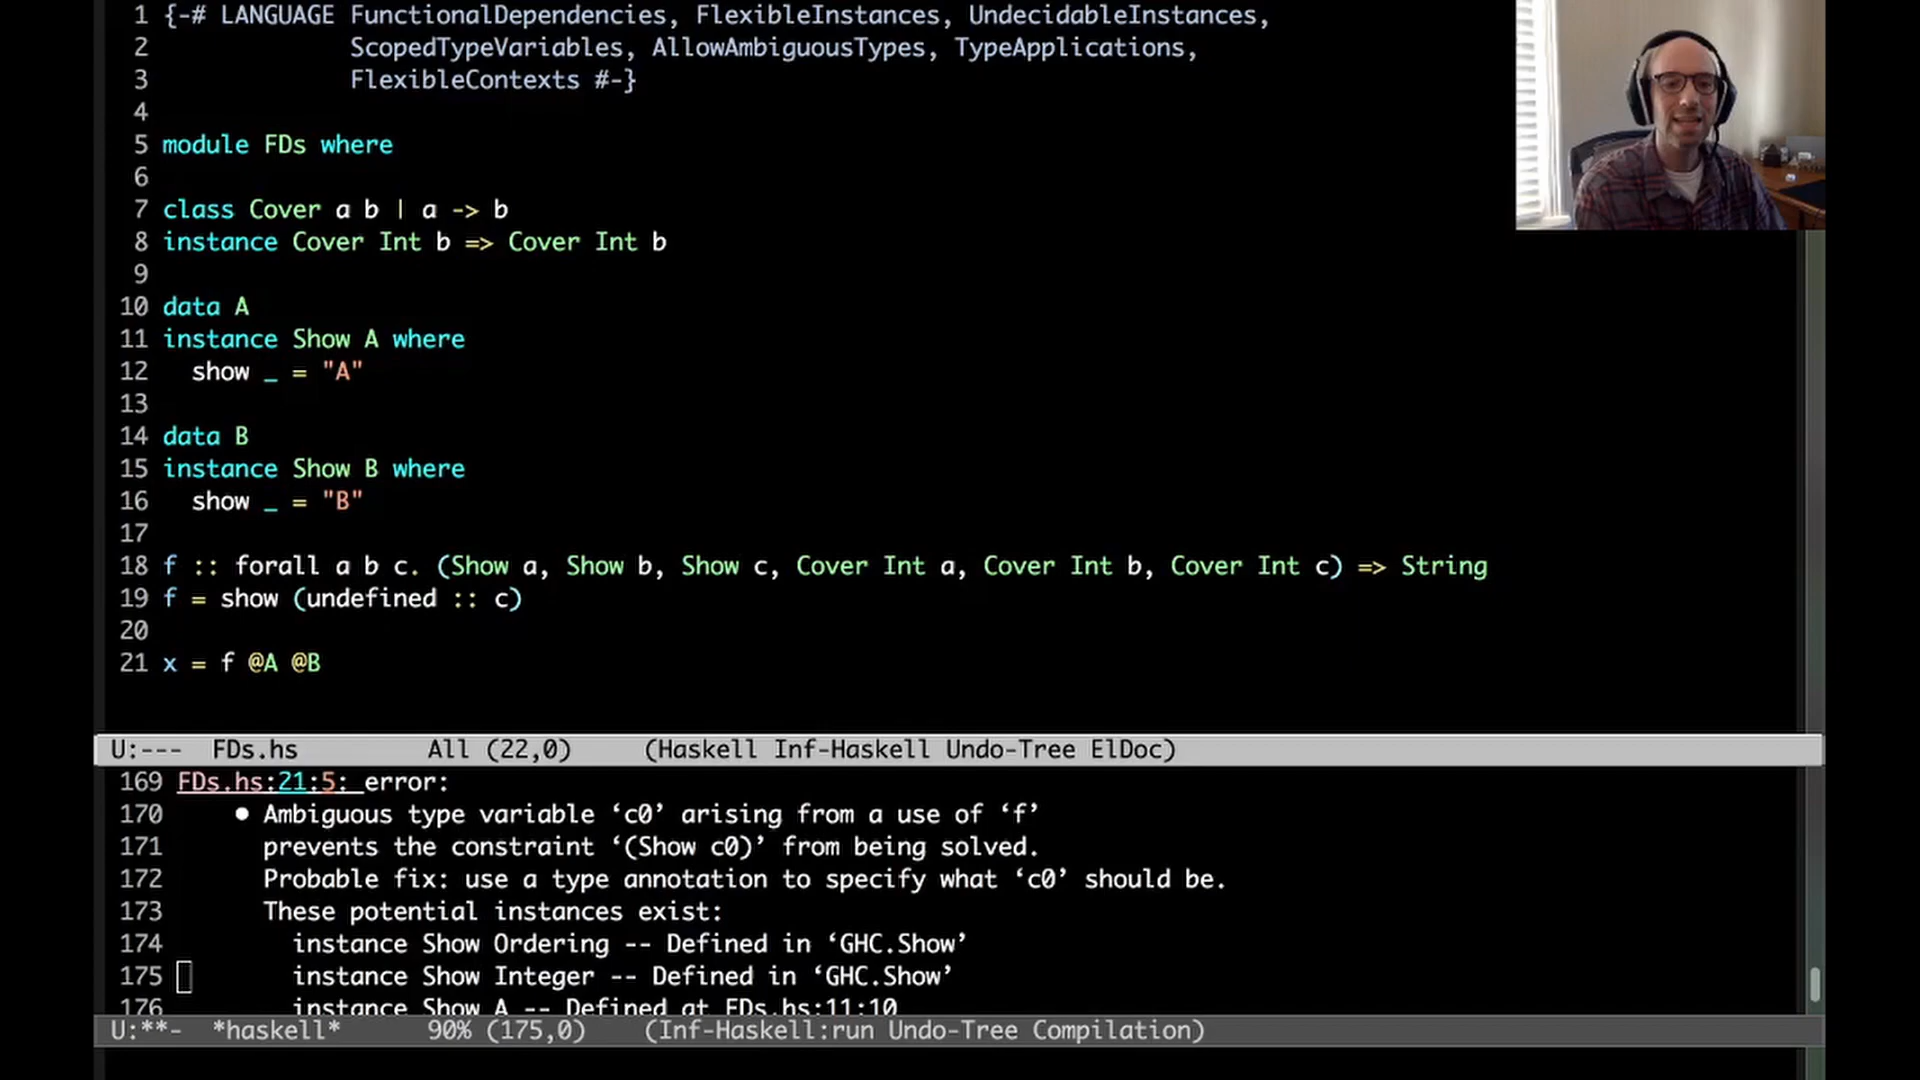 1 {-# LANGUAGE FunctionalDependencies, FlexibleInstances, UndecidableInstances,
2 ScopedTypeVariables, AllowAmbiguousTypes, TypeApplications,
3 FlexibleContexts #-}
4
5 module FDs where
6
7 class Cover a b | a -> b
8 instance Cover Int b => Cover Int b
9
10 data A
11 instance Show A where
12 show _ = "A"
13
14 data B
15 instance Show B where
16 show _ = "B"
17
18 f :: forall a b c. (Show a, Show b, Show c, Cover Int a, Cover Int b, Cover Int c) => String
19 f = show (undefined :: c)
20
21 x = f @A @B
U:--- FDs.hs All (22,0) (Haskell Inf-Haskell Undo-Tree ElDoc)
169 FDs.hs:21:5: error:
170 • Ambiguous type variable ‘c0’ arising from a use of ‘f’
171 prevents the constraint ‘(Show c0)’ from being solved.
172 Probable fix: use a type annotation to specify what ‘c0’ should be.
173 These potential instances exist:
174 instance Show Ordering -- Defined in ‘GHC.Show’
175 instance Show Integer -- Defined in ‘GHC.Show’
176 instance Show A -- Defined at FDs.hs:11:10
U:**- *haskell* 90% (175,0) (Inf-Haskell:run Undo-Tree Compilation)